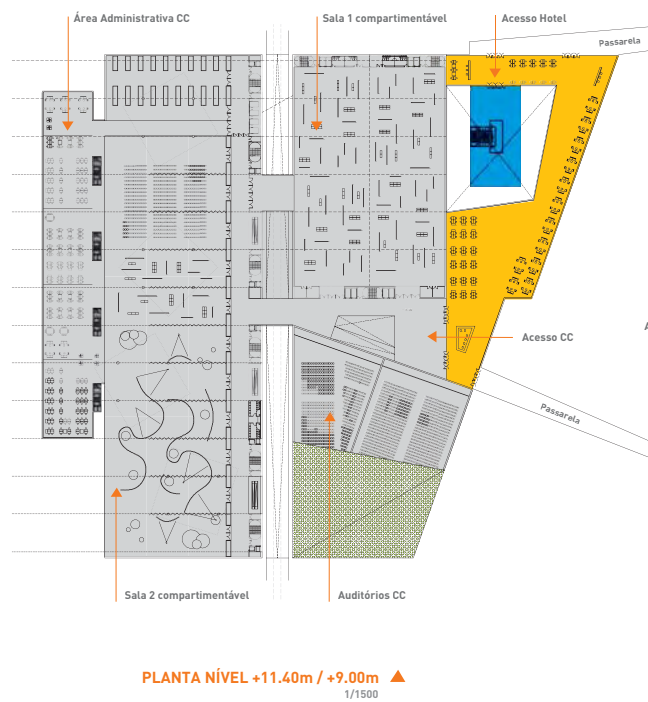 Área Administrativa CC
Sala 1 compartimentável
Acesso Hotel
Passarela
Acesso CC
A
Passarela
Sala 2 compartimentável
Auditórios CC
PLANTA NÍVEL +11.40m / +9.00m
1/1500